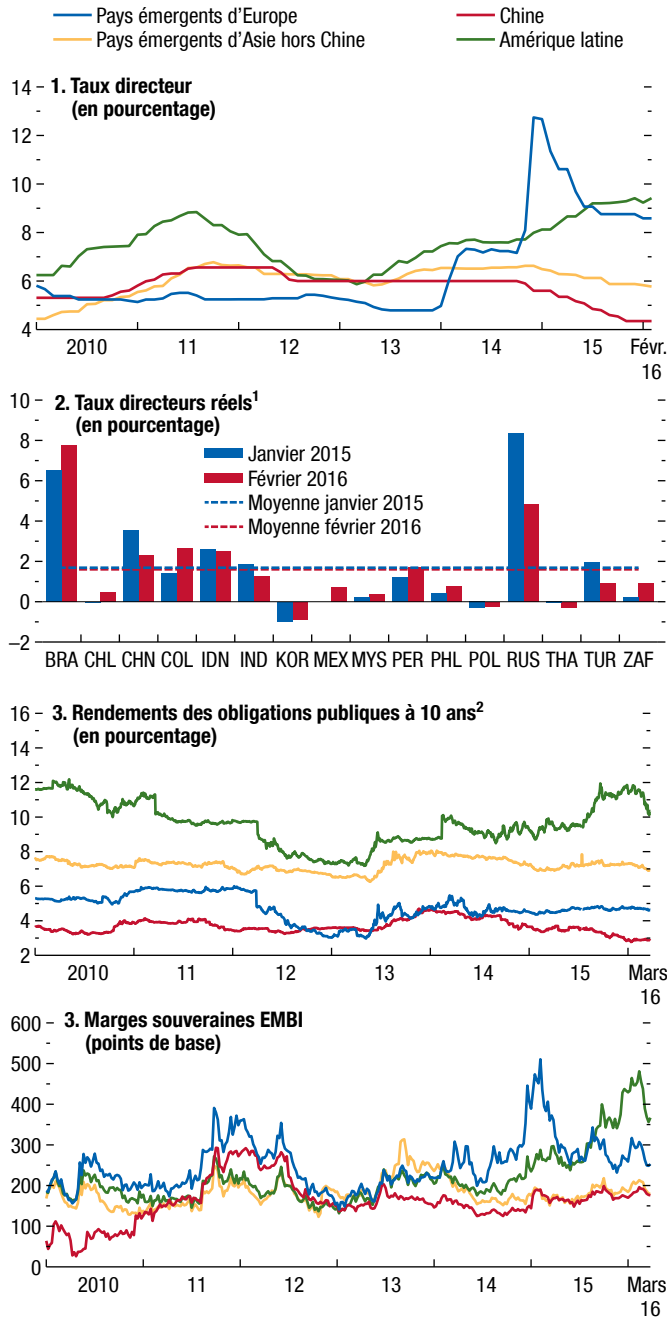 Pays émergents d'Europe
Chine
Pays émergents d'Asie hors Chine
Amérique latine
1. Taux directeur
(en pourcentage)
14
12
10
8
6
4
2010 11 12 13 14 15 Févr.
16
2. Taux directeurs réels¹
(en pourcentage)
10
8
6
4
2
0
–2
Janvier 2015
Février 2016
Moyenne janvier 2015
Moyenne février 2016
BRA CHL CHN COL IDN IND KOR MEX MYS PER PHL POL RUS THA TUR ZAF
3. Rendements des obligations publiques à 10 ans²
(en pourcentage)
16
14
12
10
8
6
4
2
2010 11 12 13 14 15 Mars
16
3. Marges souveraines EMBI
(points de base)
600
500
400
300
200
100
0
2010 11 12 13 14 15 Mars
16